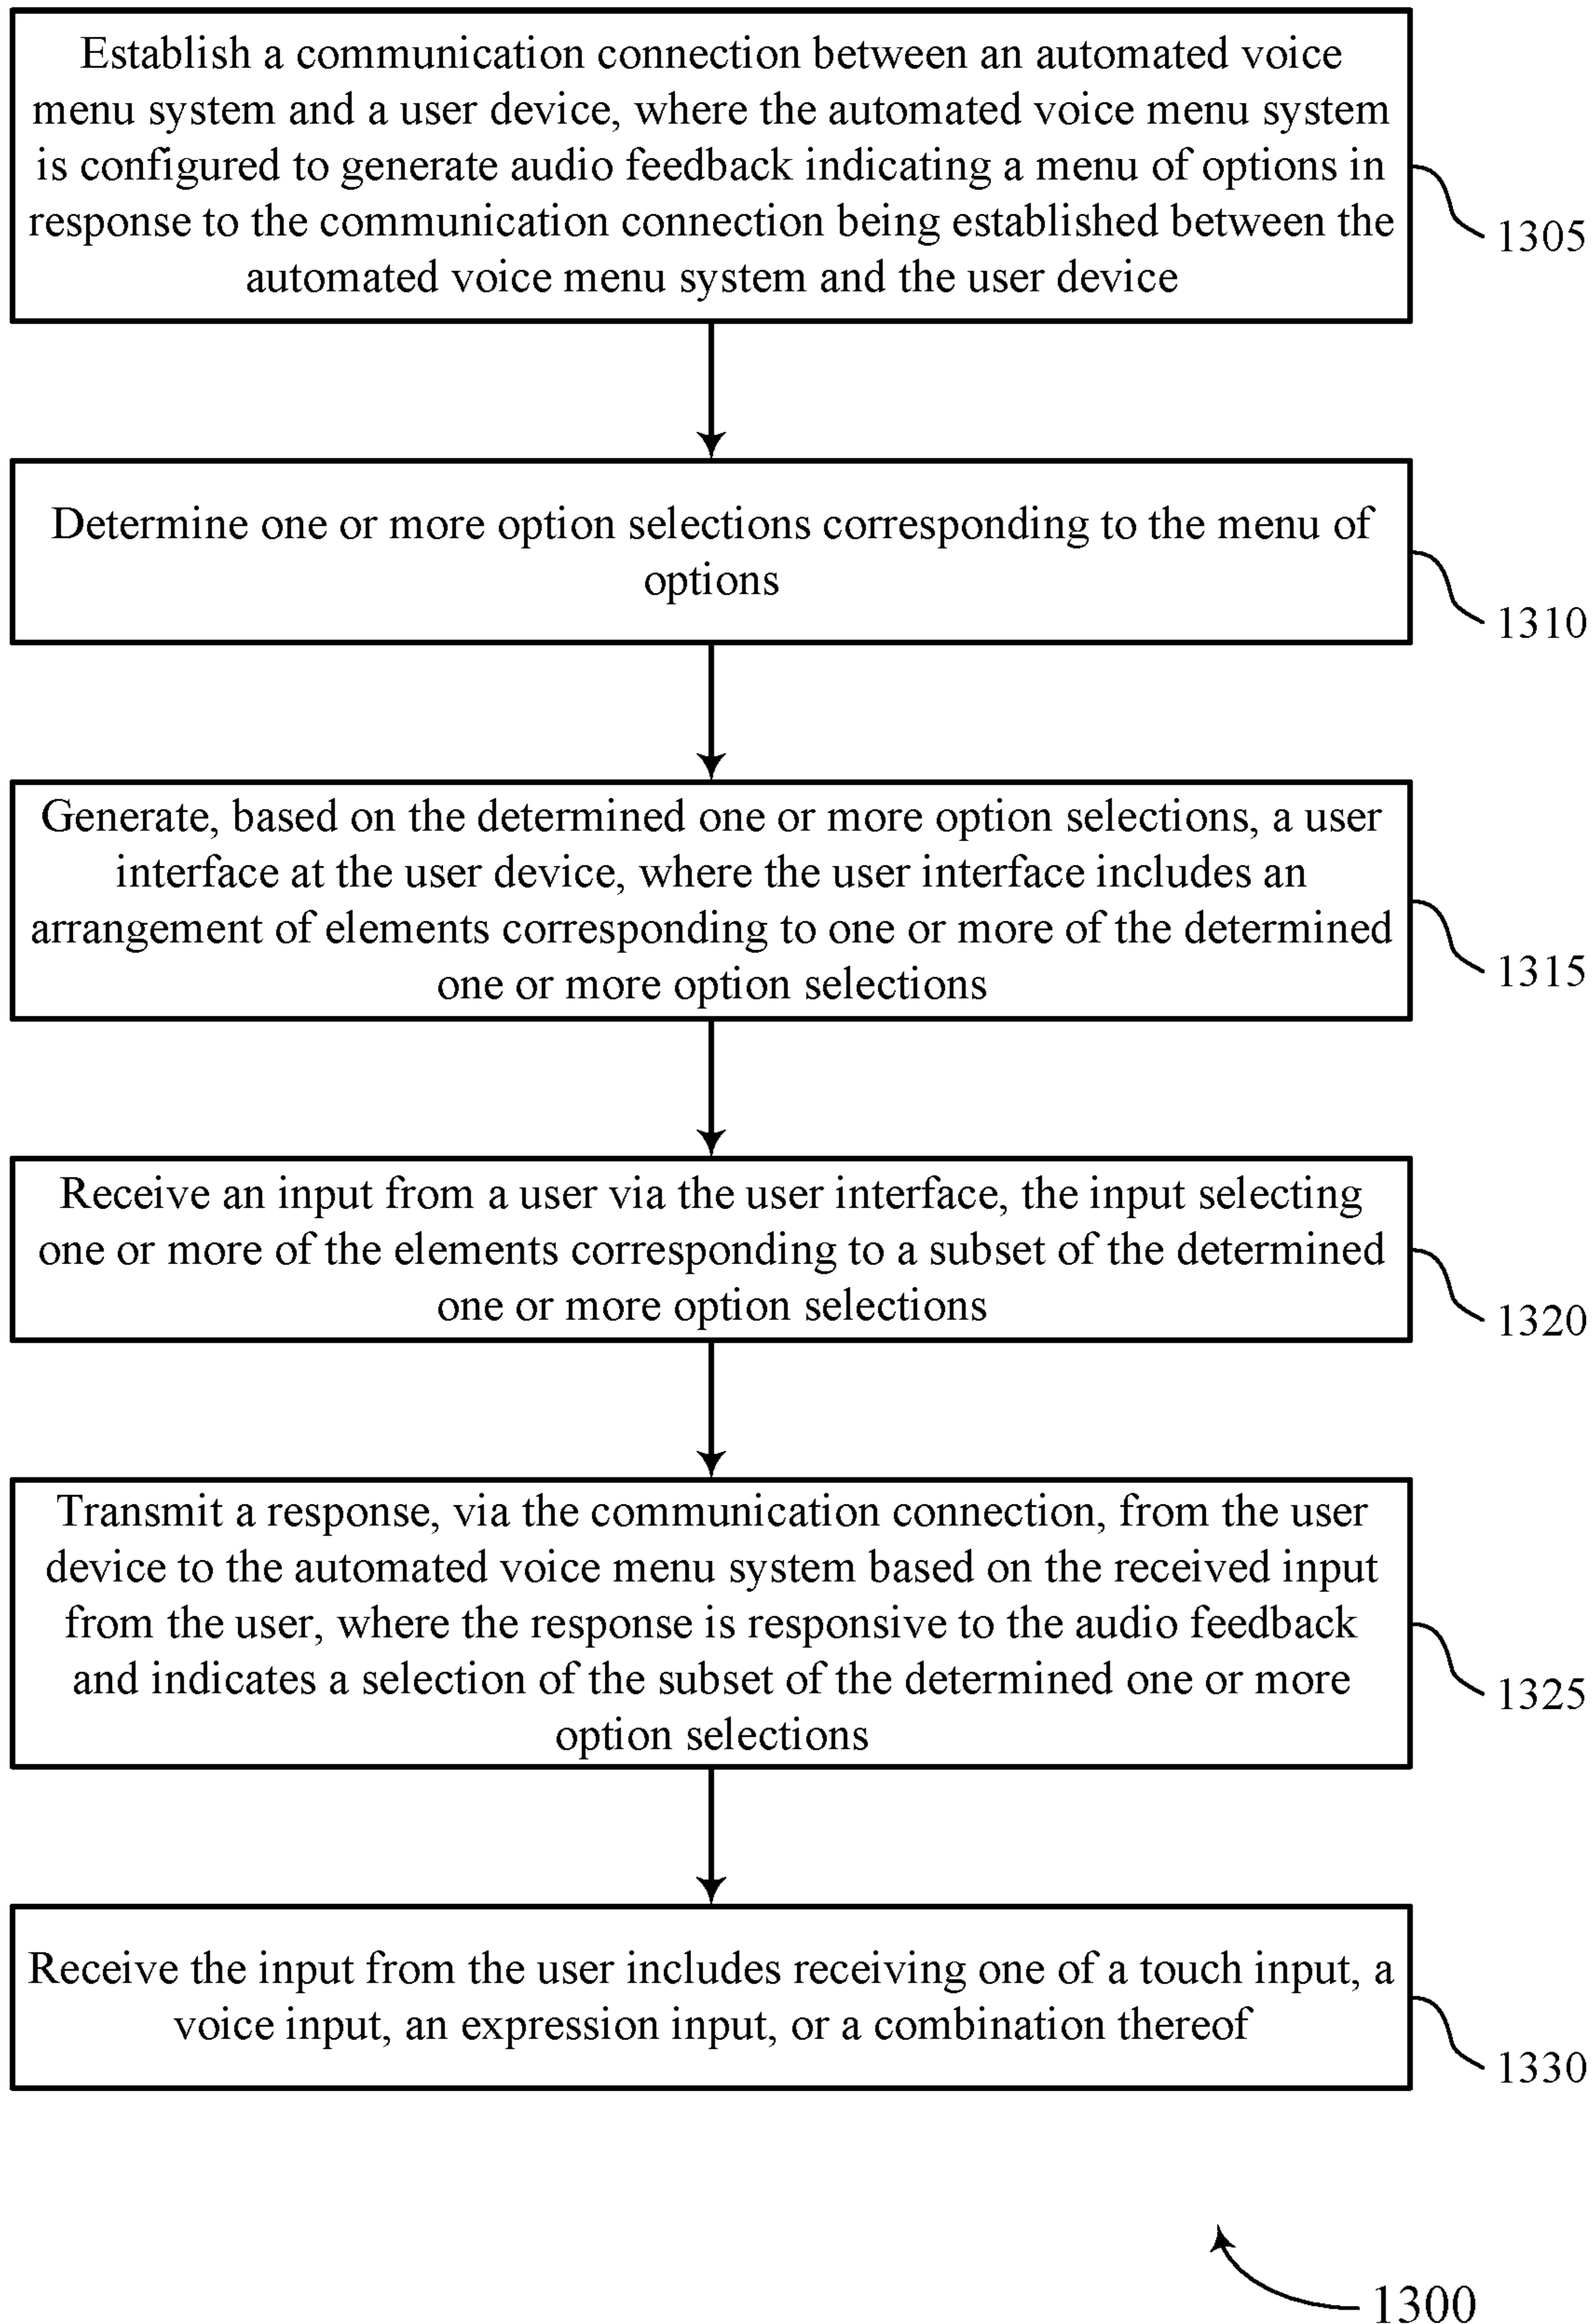 Establish a communication connection between an automated voice
menu system and a user device, where the automated voice menu system
is configured to generate audio feedback indicating a menu of options in
response to the communication connection being established between the
automated voice menu system and the user device
1305
Determine one or more option selections corresponding to the menu of
options
1310
Generate, based on the determined one or more option selections, a user
interface at the user device, where the user interface includes an
arrangement of elements corresponding to one or more of the determined
one or more option selections
1315
Receive an input from a user via the user interface, the input selecting
one or more of the elements corresponding to a subset of the determined
one or more option selections
1320
Transmit a response, via the communication connection, from the user
device to the automated voice menu system based on the received input
from the user, where the response is responsive to the audio feedback
and indicates a selection of the subset of the determined one or more
option selections
1325
Receive the input from the user includes receiving one of a touch input, a
voice input, an expression input, or a combination thereof
1330
1300